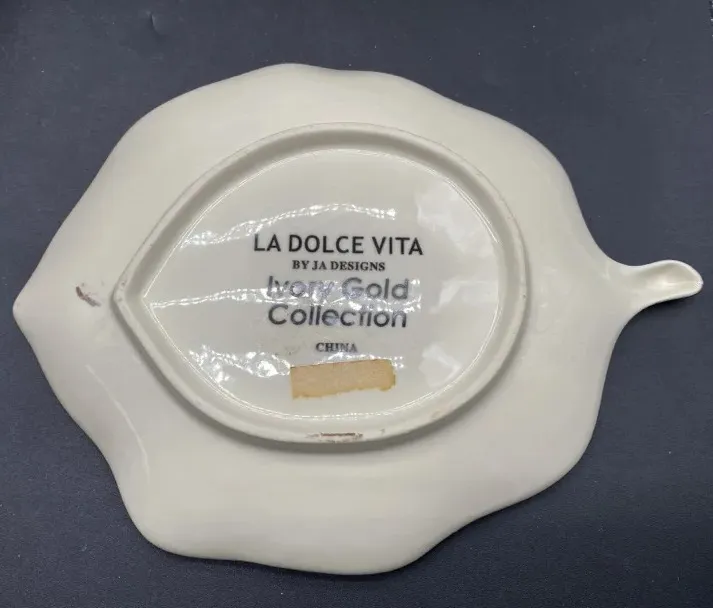 LA DOLCE VITA
BY JA DESIGNS
Ivory Gold
Collection
CHINA